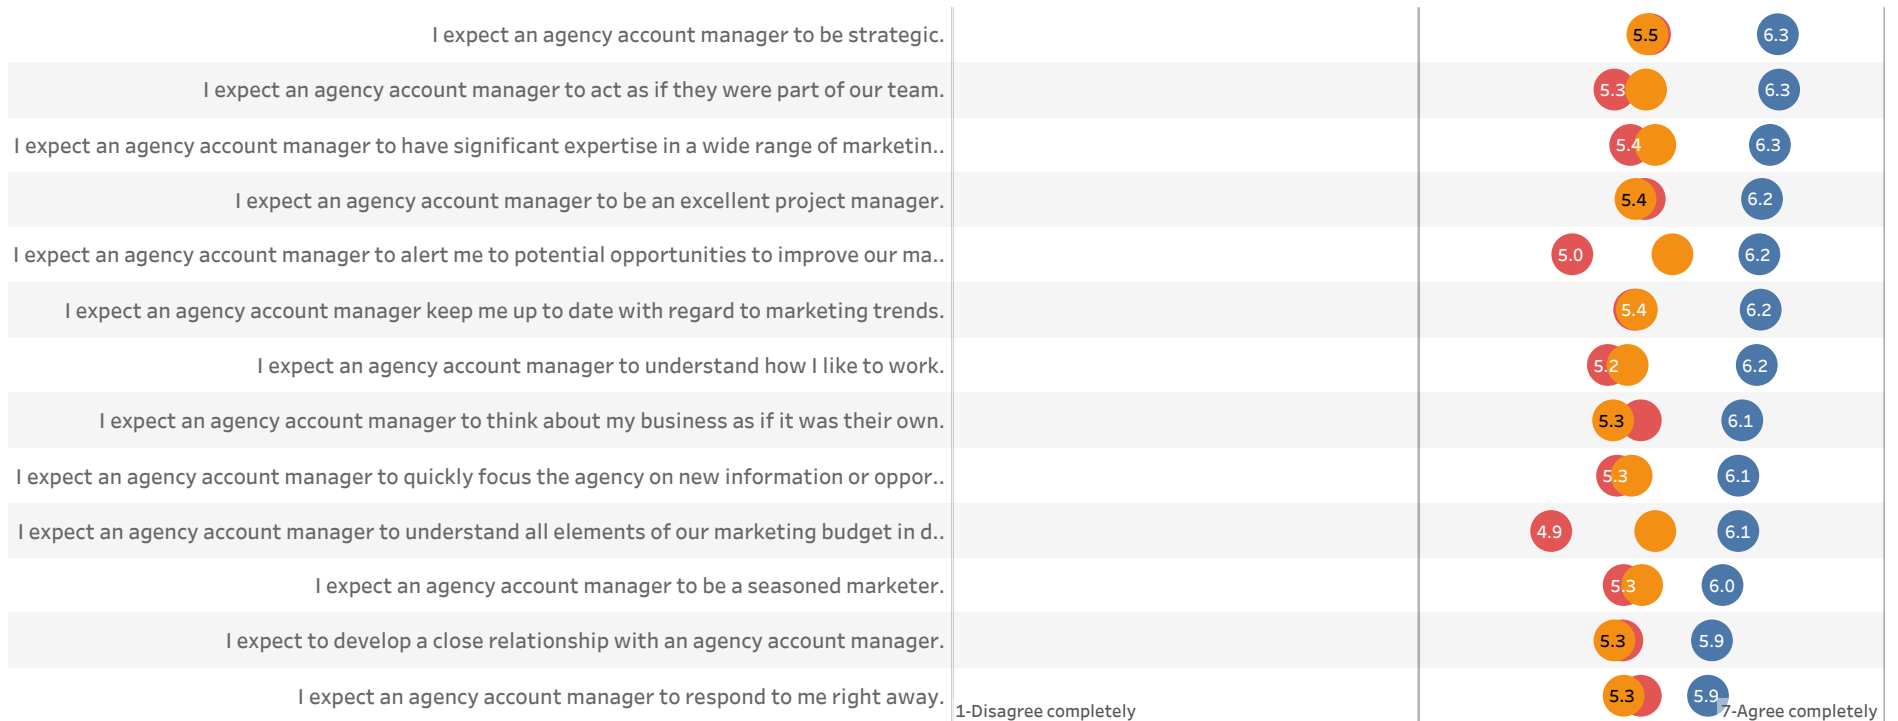 I expect an agency account manager to be strategic. 5.5 6.3
I expect an agency account manager to act as if they were part of our team. 5.3 6.3
I expect an agency account manager to have significant expertise in a wide range of marketin.. 5.4 6.3
I expect an agency account manager to be an excellent project manager. 5.4 6.2
I expect an agency account manager to alert me to potential opportunities to improve our ma.. 5.0 6.2
I expect an agency account manager keep me up to date with regard to marketing trends. 5.4 6.2
I expect an agency account manager to understand how I like to work. 5.2 6.2
I expect an agency account manager to think about my business as if it was their own. 5.3 6.1
I expect an agency account manager to quickly focus the agency on new information or oppor.. 5.3 6.1
I expect an agency account manager to understand all elements of our marketing budget in d.. 4.9 6.1
I expect an agency account manager to be a seasoned marketer. 5.3 6.0
I expect to develop a close relationship with an agency account manager. 5.3 5.9
I expect an agency account manager to respond to me right away. 5.3 5.9
1-Disagree completely 7-Agree completely